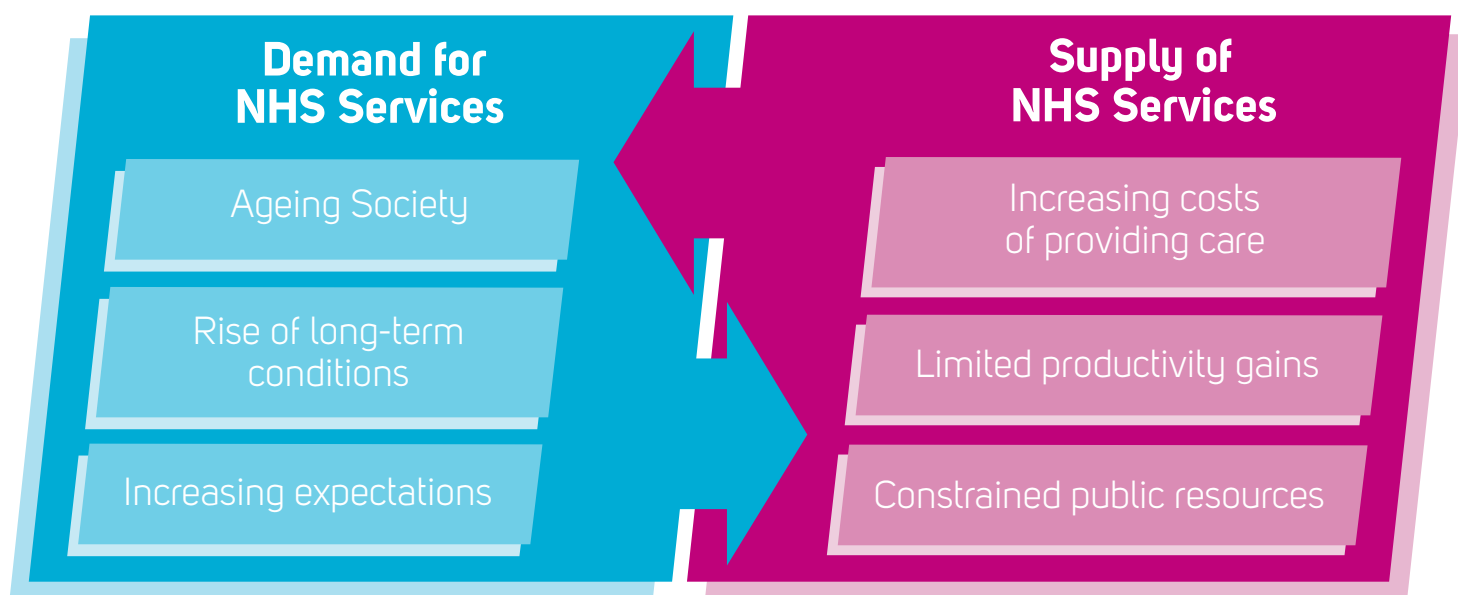 Demand for
NHS Services
Ageing Society
Rise of long-term
conditions
Increasing expectations
Supply of
NHS Services
Increasing costs
of providing care
Limited productivity gains
Constrained public resources